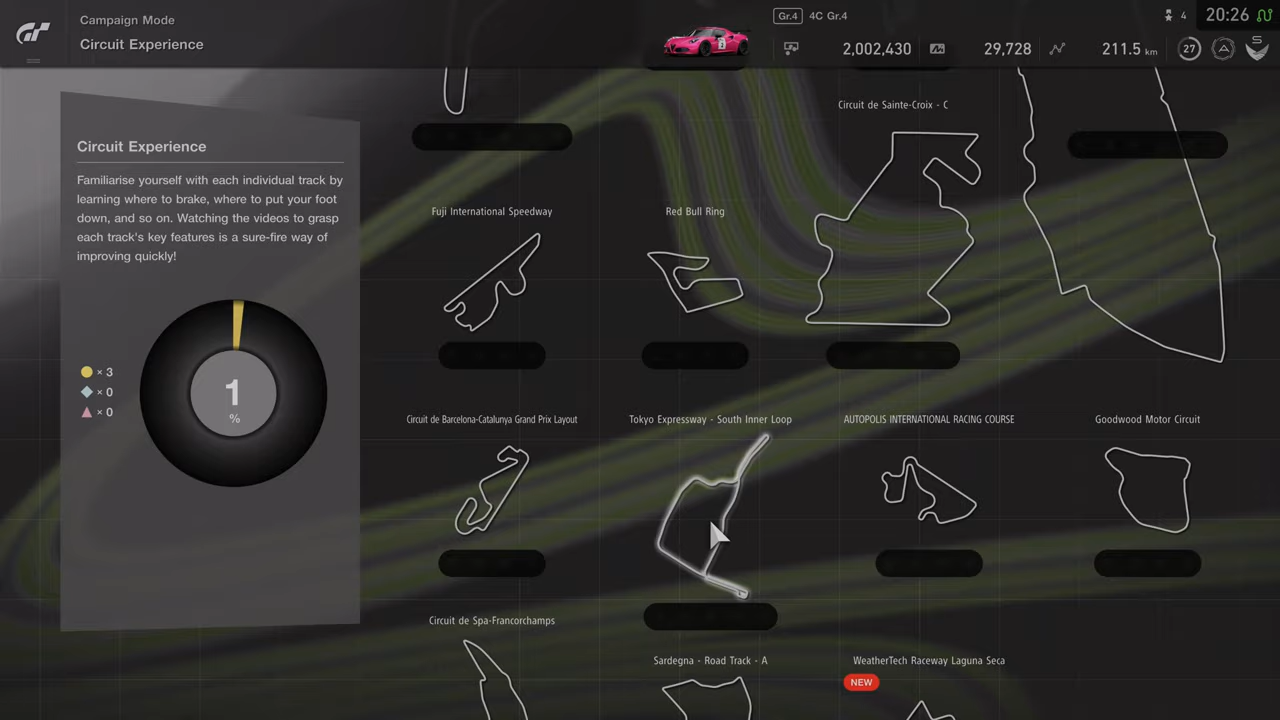 Campaign Mode
Circuit Experience
Gr.4 4C Gr.4
4 20:26
2,002,430 29,728 211.5 km 27 A S
Circuit Experience
Familiarise yourself with each individual track by
learning where to brake, where to put your foot
down, and so on. Watching the videos to grasp
each track's key features is a sure-fire way of
improving quickly!
× 3
× 0
× 0
1
%
Circuit de Sainte-Croix - C
Fuji International Speedway
Red Bull Ring
Circuit de Barcelona-Catalunya Grand Prix Layout
Tokyo Expressway - South Inner Loop
AUTOPOLIS INTERNATIONAL RACING COURSE
Goodwood Motor Circuit
Circuit de Spa-Francorchamps
Sardegna - Road Track - A
WeatherTech Raceway Laguna Seca
NEW